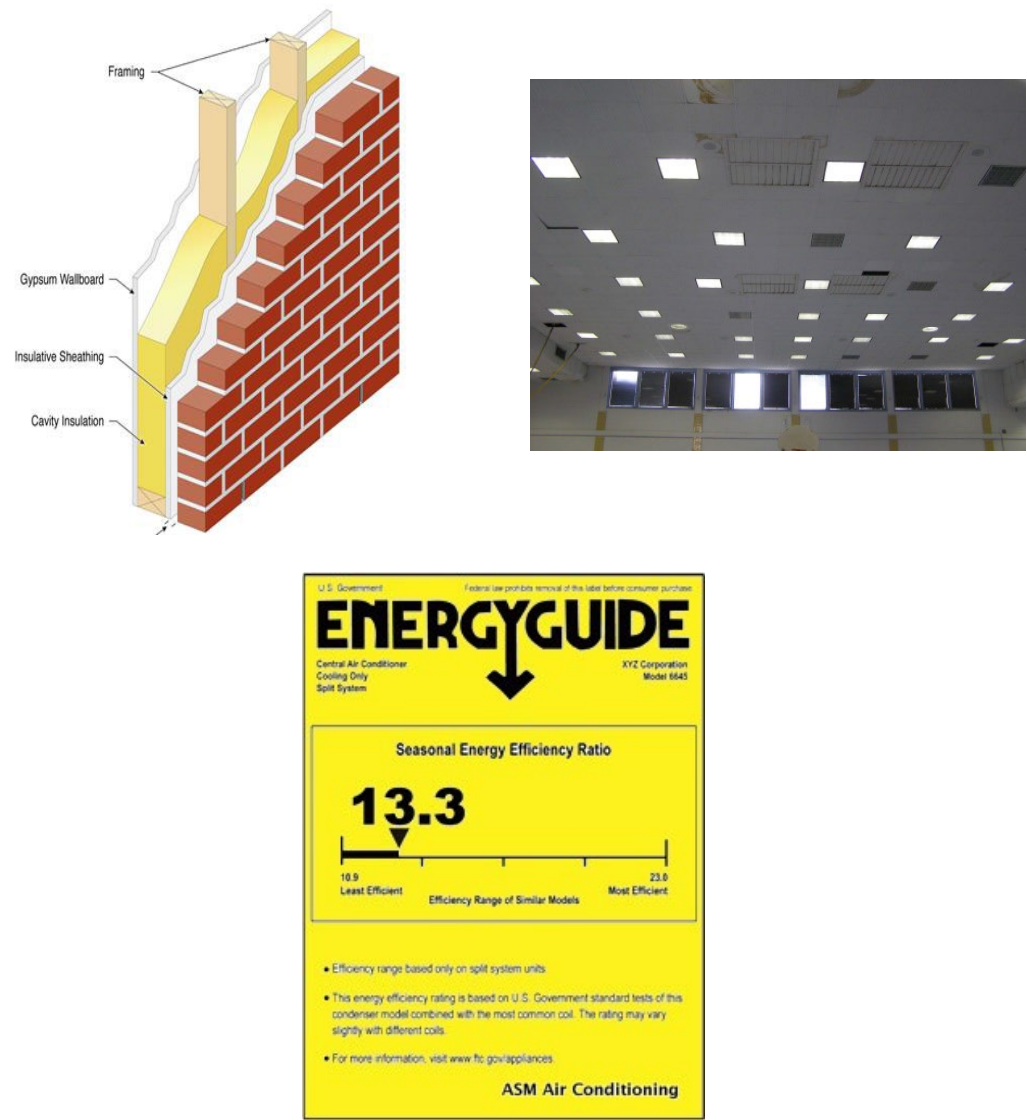 Framing
Gypsum Wallboard
Insulative Sheathing
Cavity Insulation
U.S. Government
Federal law prohibits removal of this label before consumer purchase.
ENERGYGUIDE
Central Air Conditioner
Cooling Only
Split System
XYZ Corporation
Model 6645
Seasonal Energy Efficiency Ratio
13.3
10.9
23.0
Least Efficient
Most Efficient
Efficiency Range of Similar Models
• Efficiency range based only on split system units
• This energy efficiency rating is based on U.S. Government standard tests of this
condenser model combined with the most common coil. The rating may vary
slightly with different coils.
• For more information, visit www.ftc.gov/appliances.
ASM Air Conditioning